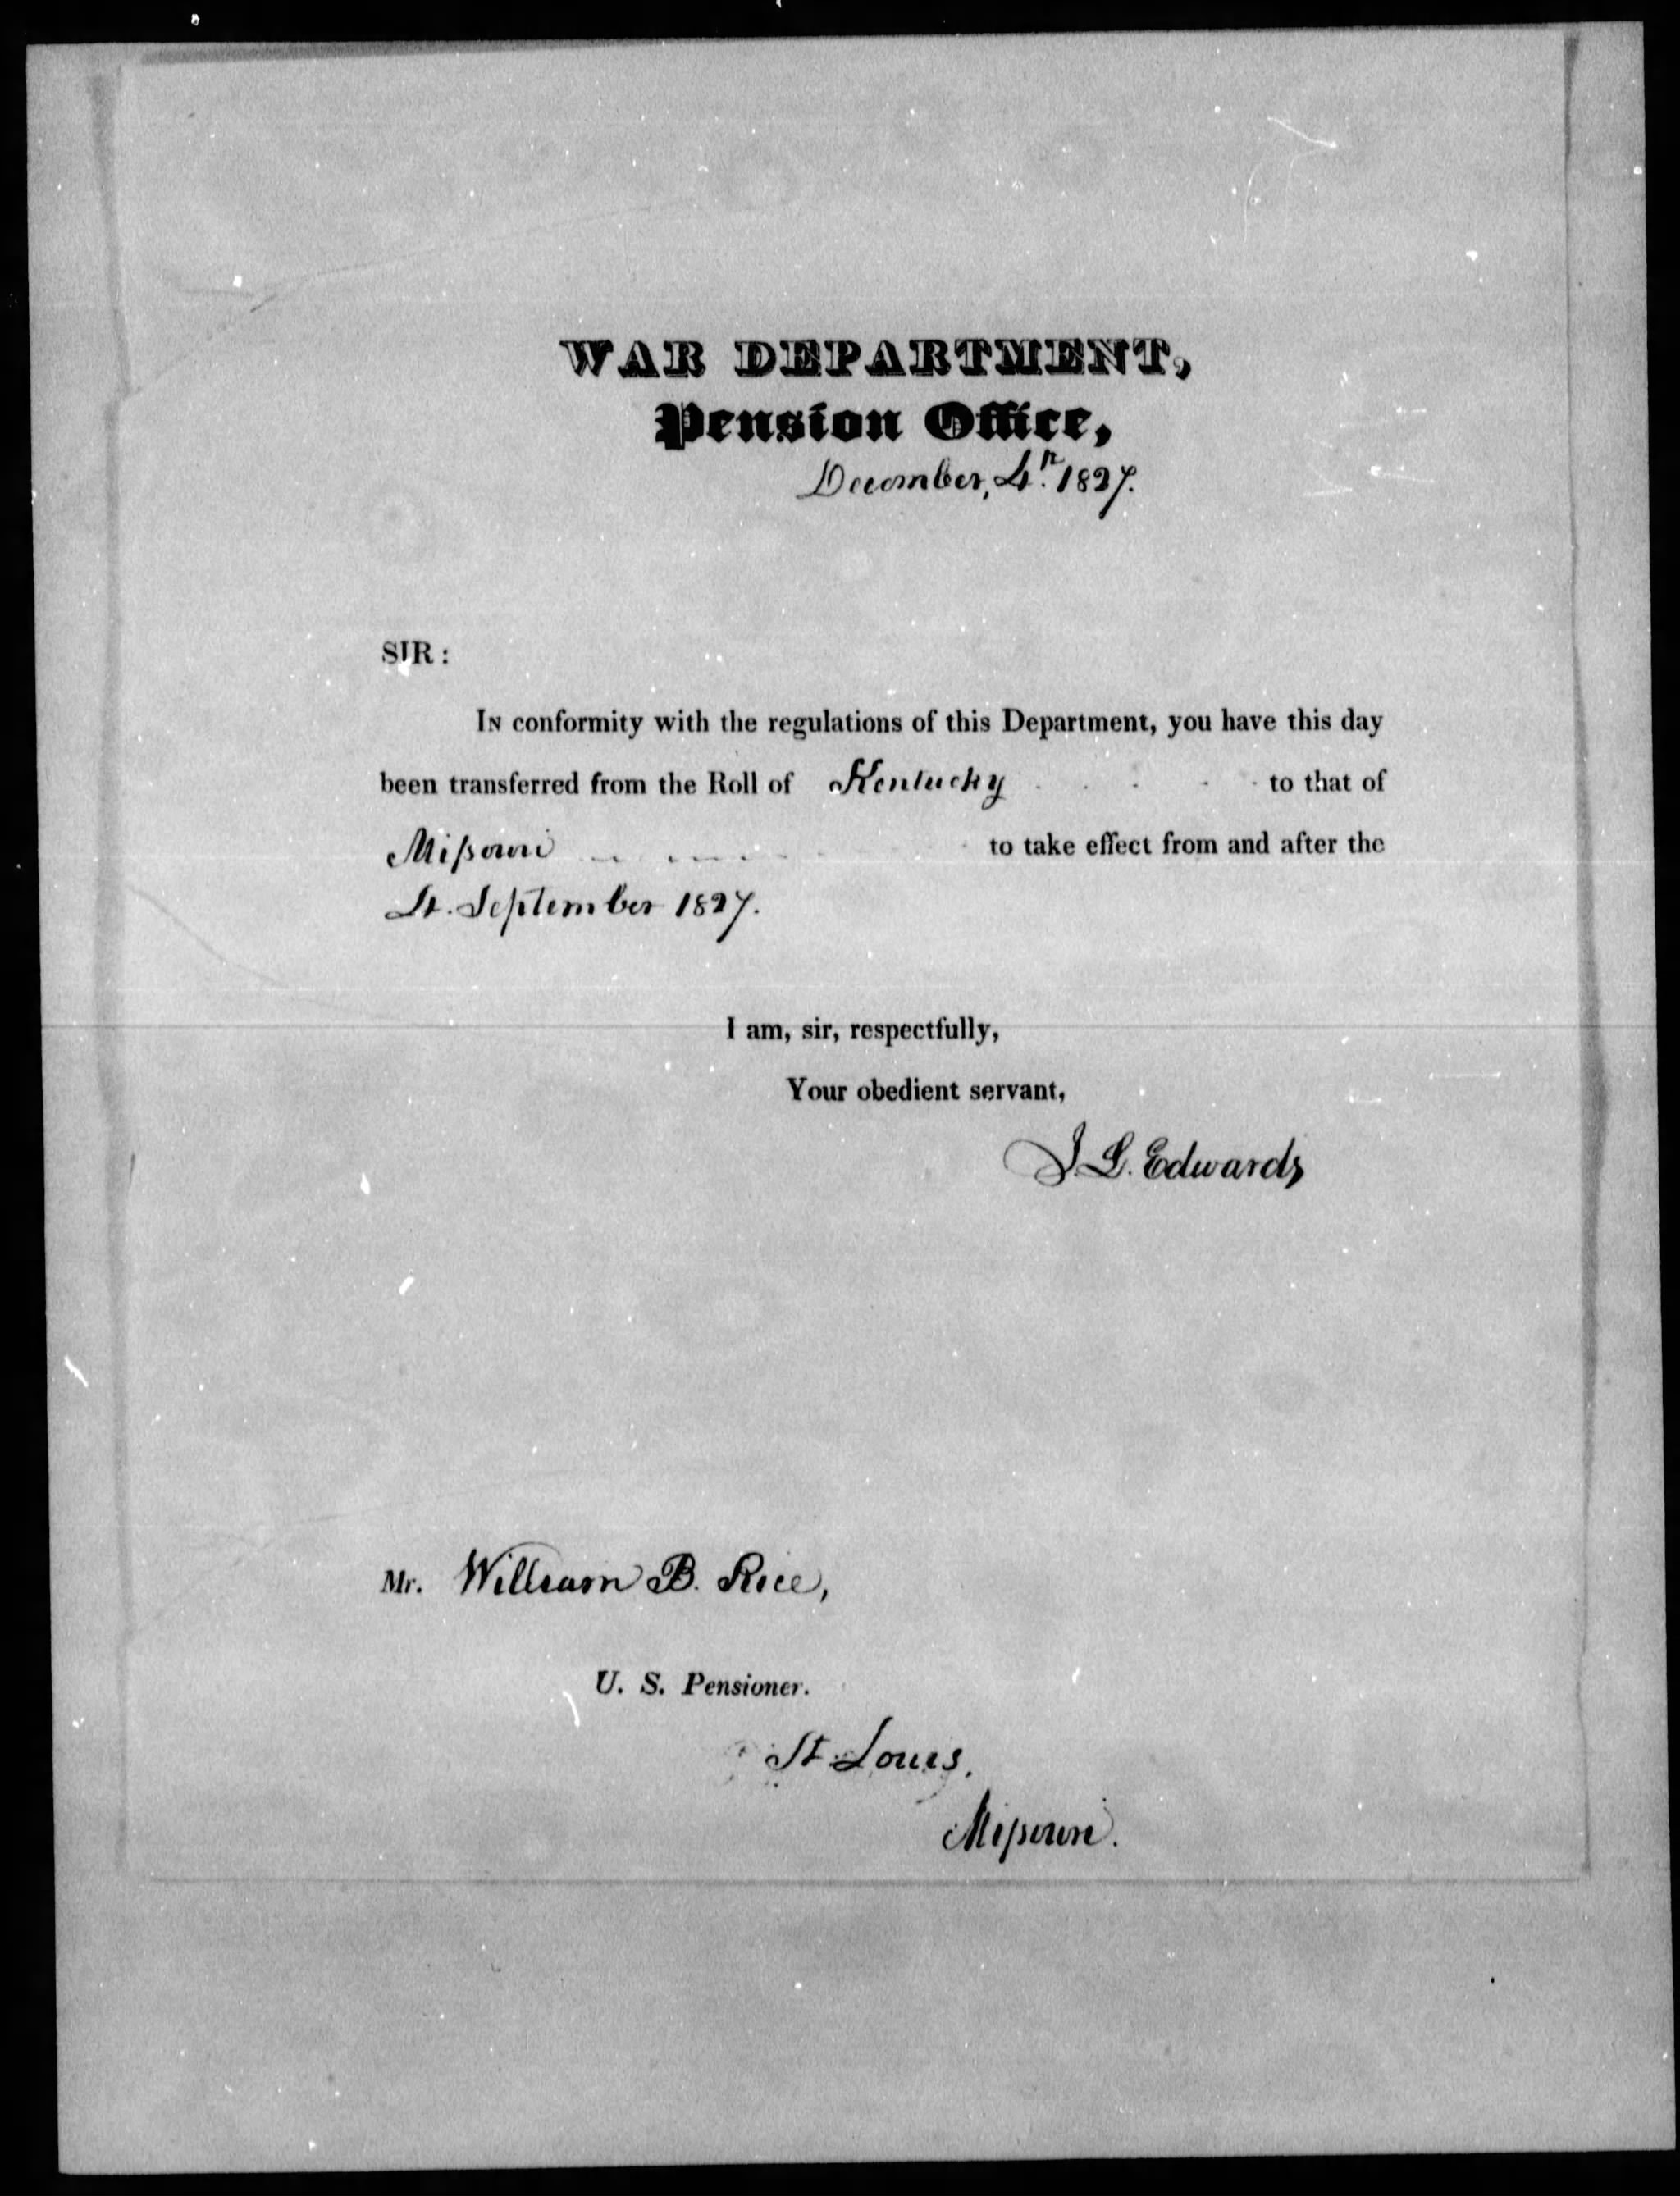 WAR DEPARTMENT,
Pension Office,
December, 4th. 1827.
SIR:
IN conformity with the regulations of this Department, you have this day
been transferred from the Roll of Kentucky to that of
Missouri to take effect from and after the
4. September 1827.
I am, sir, respectfully,
Your obedient servant,
J. L. Edwards
Mr. William B. Rice,
U. S. Pensioner.
St. Louis.
Missouri.